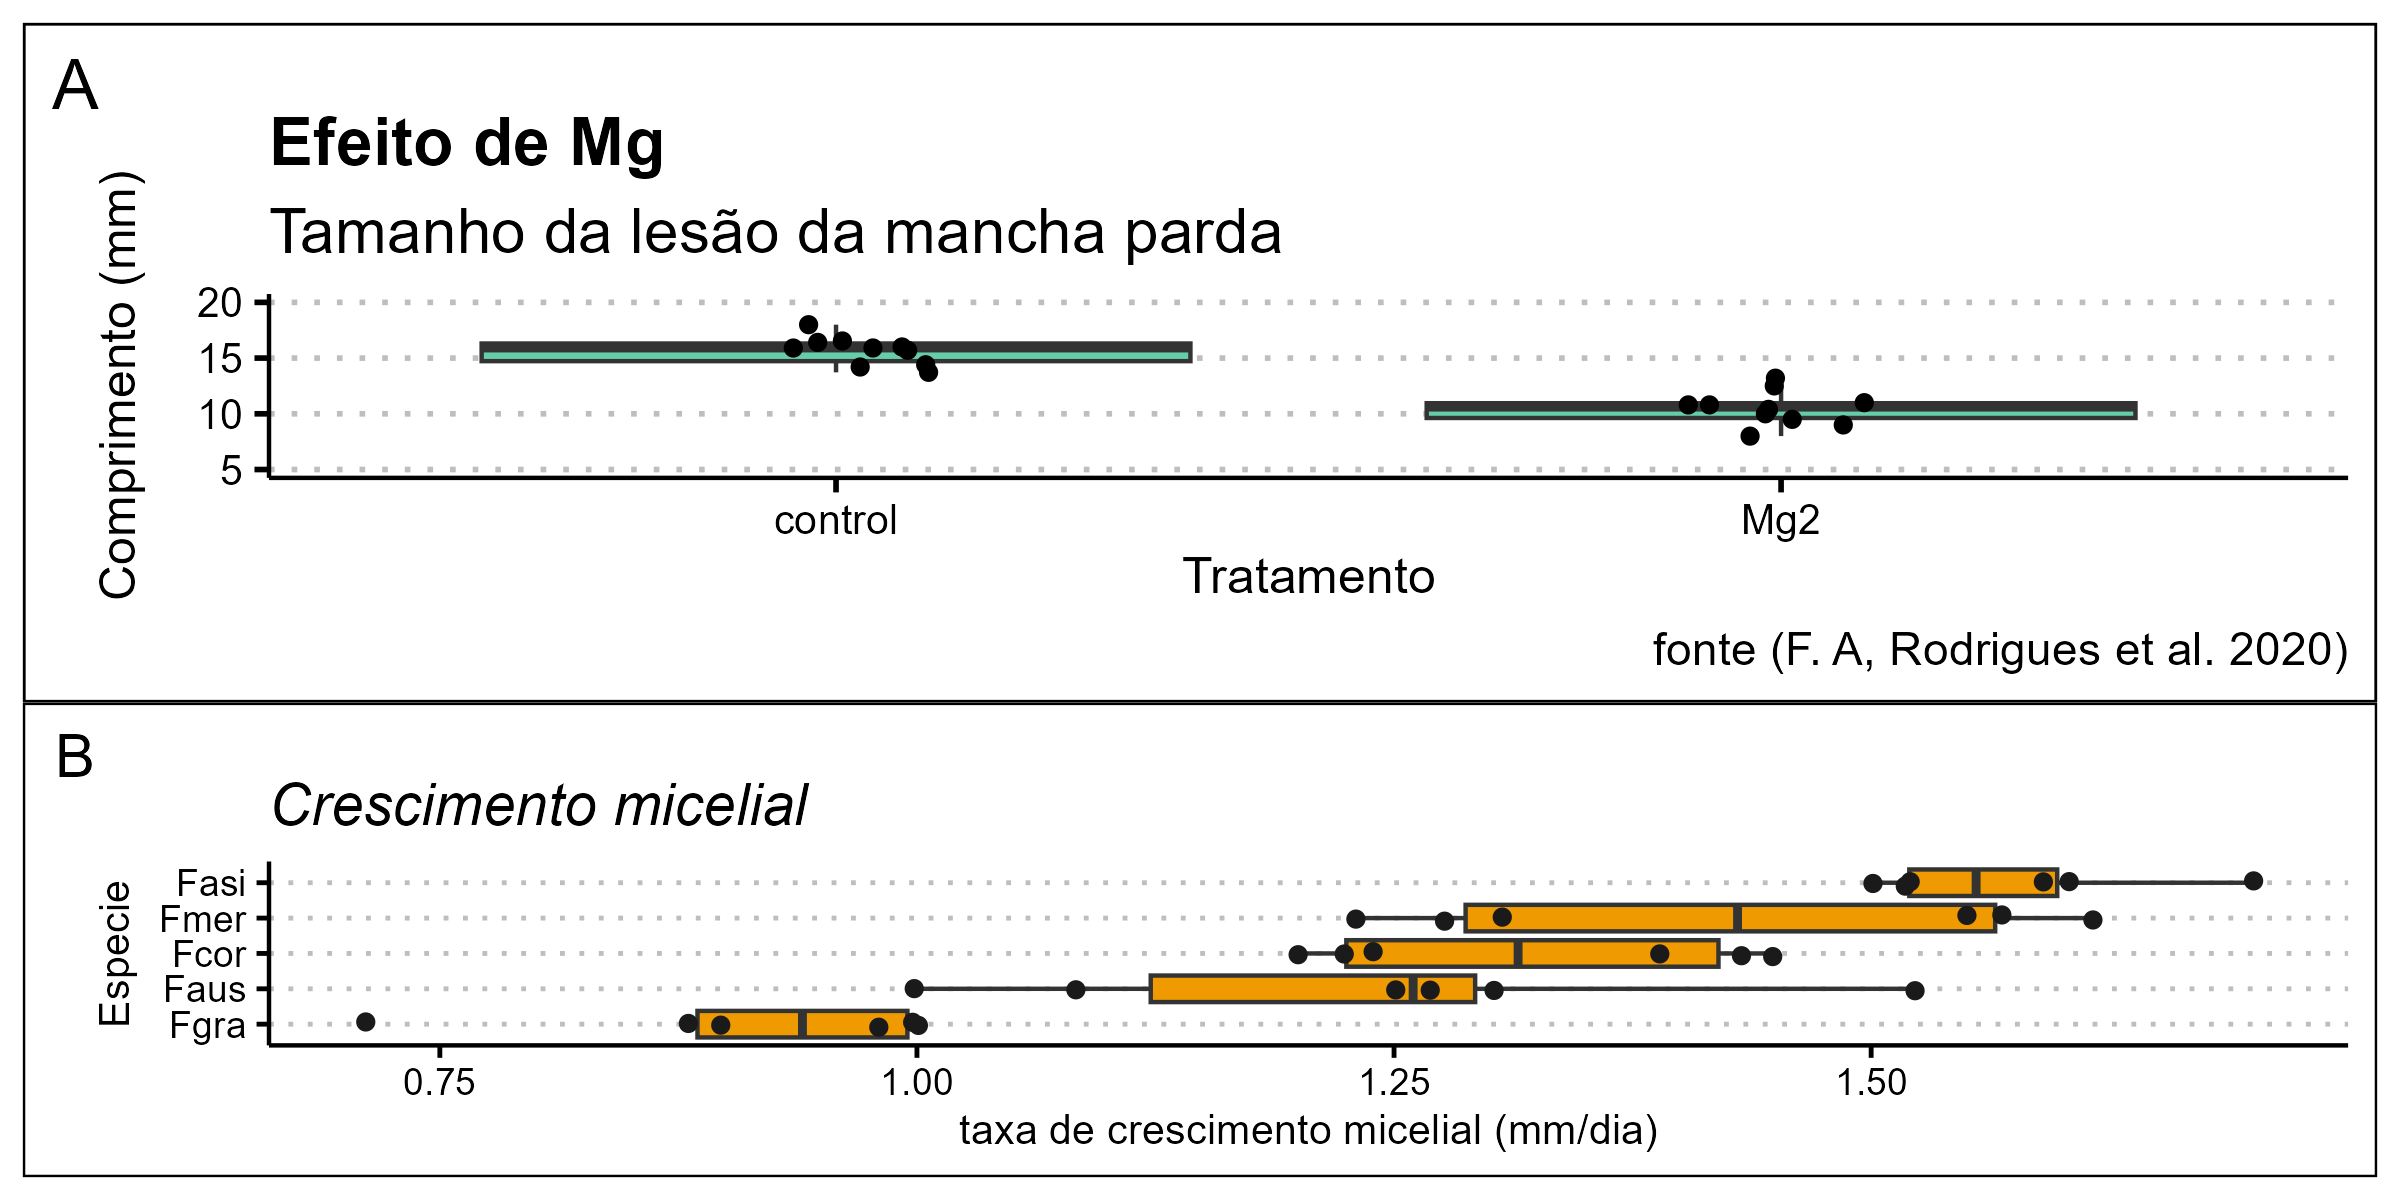 A
Efeito de Mg
Tamanho da lesão da mancha parda
Comprimento (mm)
20
15
10
5
control
Mg2
Tratamento
fonte (F. A, Rodrigues et al. 2020)
B
Crescimento micelial
Especie
Fasi
Fmer
Fcor
Faus
Fgra
0.75
1.00
1.25
1.50
taxa de crescimento micelial (mm/dia)